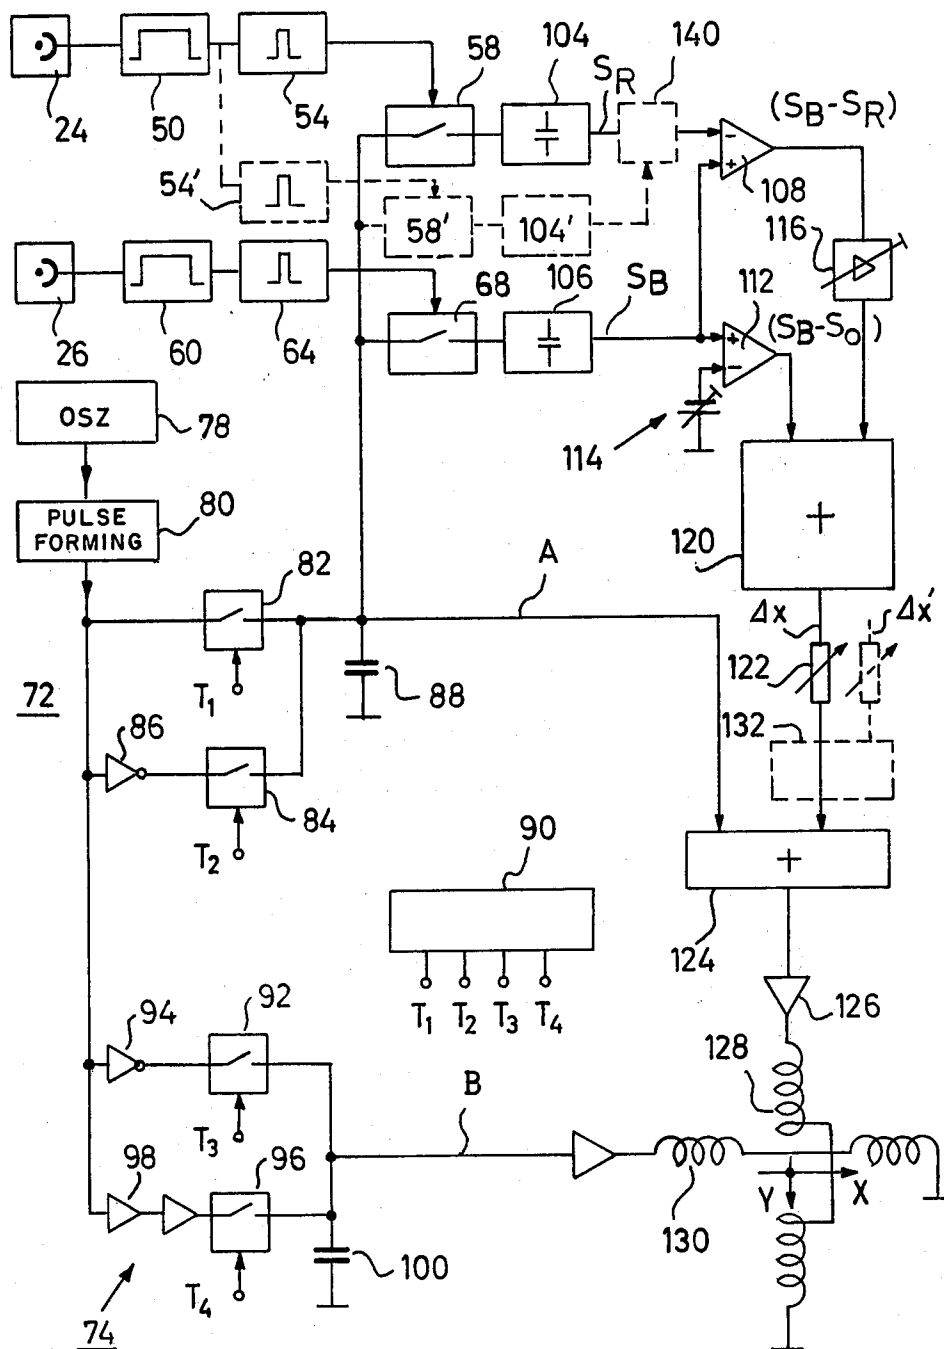 58
104
S_R
140
(S_B-S_R)
24
50
54
54'
58'
104'
108
116
26
60
64
68
106
S_B
112
(S_B-S_0)
OSZ
78
114
PULSE
FORMING
80
120
82
A
Δx
Δx'
T_1
88
122
72
86
132
84
T_2
90
124
T_1 T_2 T_3 T_4
126
94
92
128
B
T_3
98
96
Y
X
130
100
T_4
74